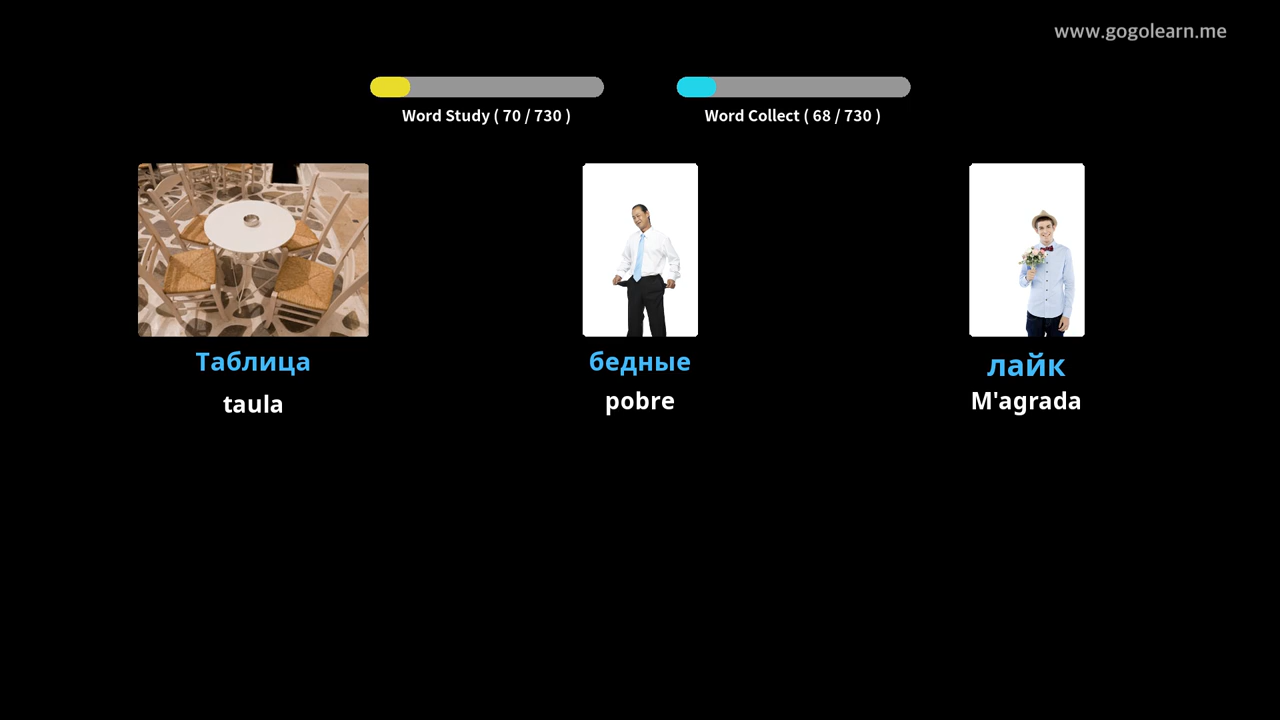 www.gogolearn.me
Word Study ( 70 / 730 )
Word Collect ( 68 / 730 )
Таблица
taula
бедные
pobre
лайк
M'agrada